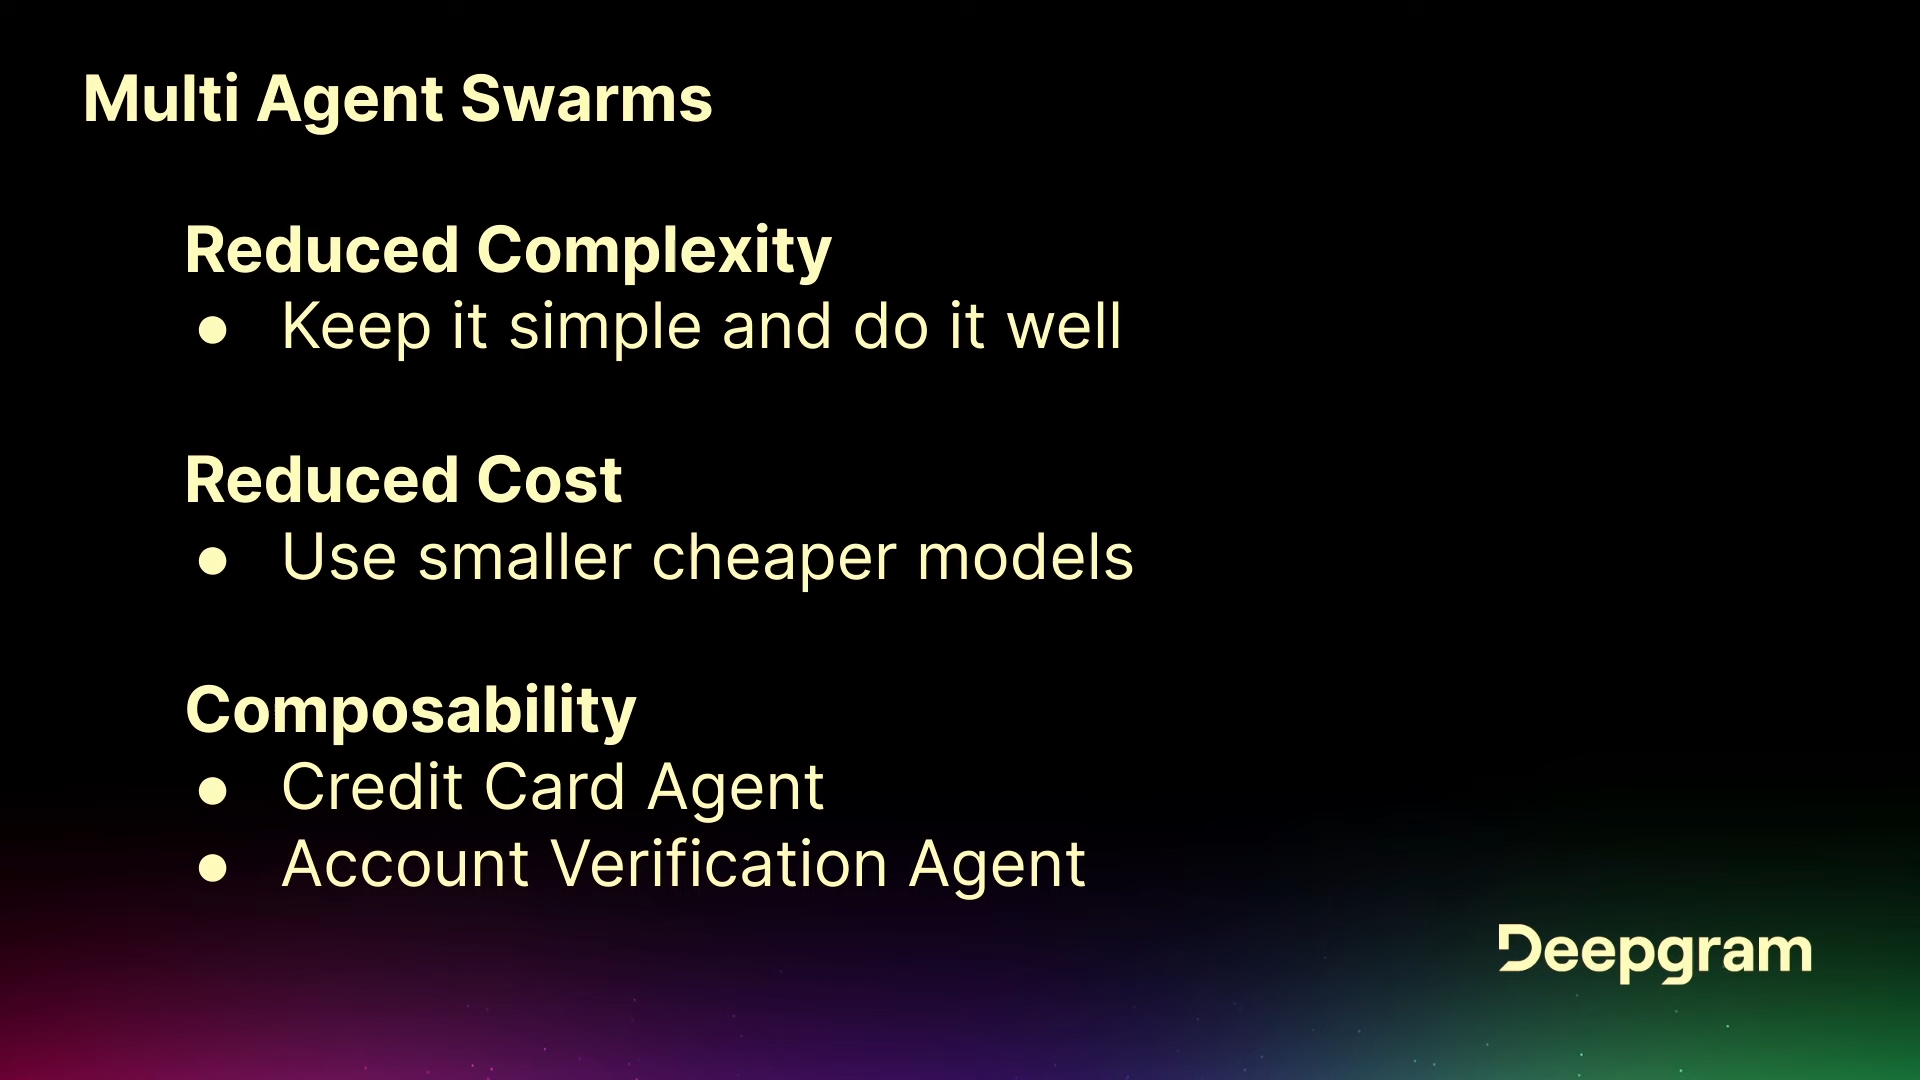 Multi Agent Swarms
Reduced Complexity
● Keep it simple and do it well
Reduced Cost
● Use smaller cheaper models
Composability
● Credit Card Agent
● Account Verification Agent
Deepgram